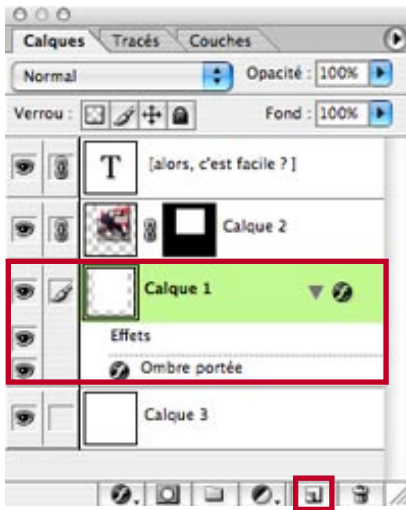 Calques Tracés Couches
Normal Opacité : 100%
Verrou : Fond : 100%
T [alors, c'est facile ? ]
Calque 2
Calque 1
Effets
Ombre portée
Calque 3